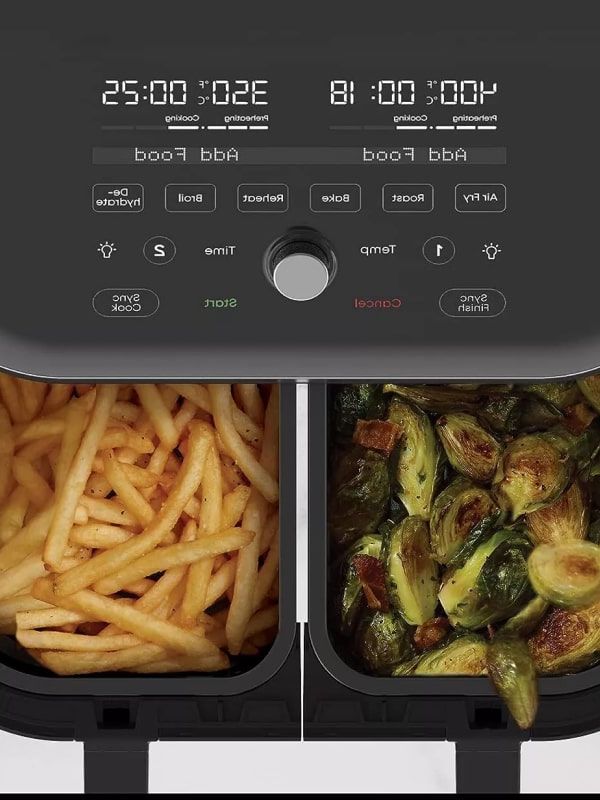 400 °F °C 00:18 350 °F °C 00:25
Preheating Cooking Preheating Cooking
Add Food Add Food
Air Fry Roast Bake Reheat Broil De-hydrate
1 Temp Time 2
Sync Finish Cancel Start Sync Cook